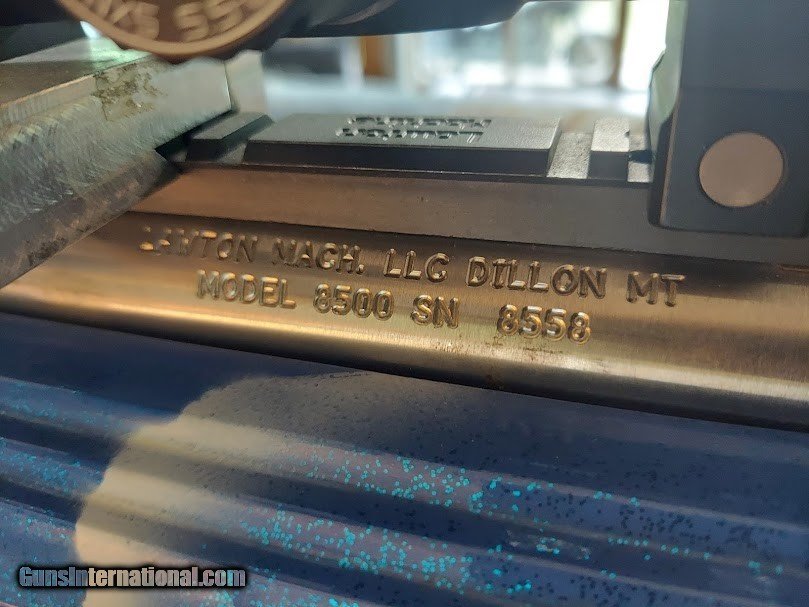 LAWTON MACH. LLC DILLON MT
MODEL 8500 SN 8558
GunsInternational.com